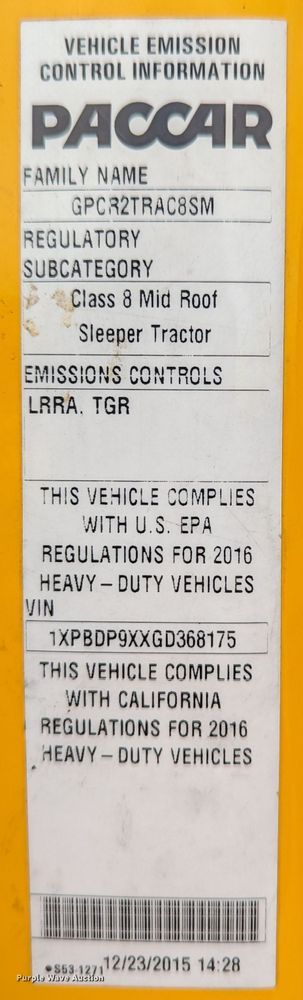 VEHICLE EMISSION
CONTROL INFORMATION
PACCAR
FAMILY NAME
GPCR2TRAC8SM
REGULATORY
SUBCATEGORY
Class 8 Mid Roof
Sleeper Tractor
EMISSIONS CONTROLS
LRRA, TGR
THIS VEHICLE COMPLIES
WITH U.S. EPA
REGULATIONS FOR 2016
HEAVY-DUTY VEHICLES
VIN
1XPBDP9XXGD368175
THIS VEHICLE COMPLIES
WITH CALIFORNIA
REGULATIONS FOR 2016
HEAVY-DUTY VEHICLES
S53-1271 12/23/2015 14:28
Purple Wave Auction